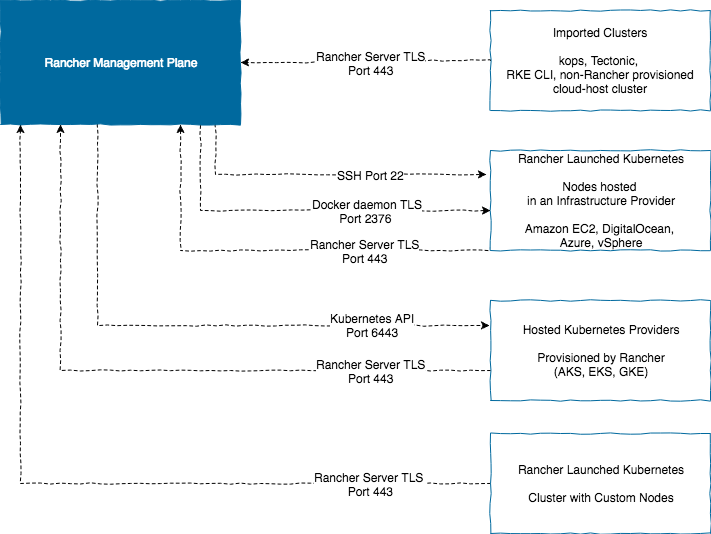 Rancher Management Plane
Rancher Server TLS
Port 443
Imported Clusters
kops, Tectonic,
RKE CLI, non-Rancher provisioned
cloud-host cluster
SSH Port 22
Docker daemon TLS
Port 2376
Rancher Server TLS
Port 443
Rancher Launched Kubernetes
Nodes hosted
in an Infrastructure Provider
Amazon EC2, DigitalOcean,
Azure, vSphere
Kubernetes API
Port 6443
Rancher Server TLS
Port 443
Hosted Kubernetes Providers
Provisioned by Rancher
(AKS, EKS, GKE)
Rancher Server TLS
Port 443
Rancher Launched Kubernetes
Cluster with Custom Nodes